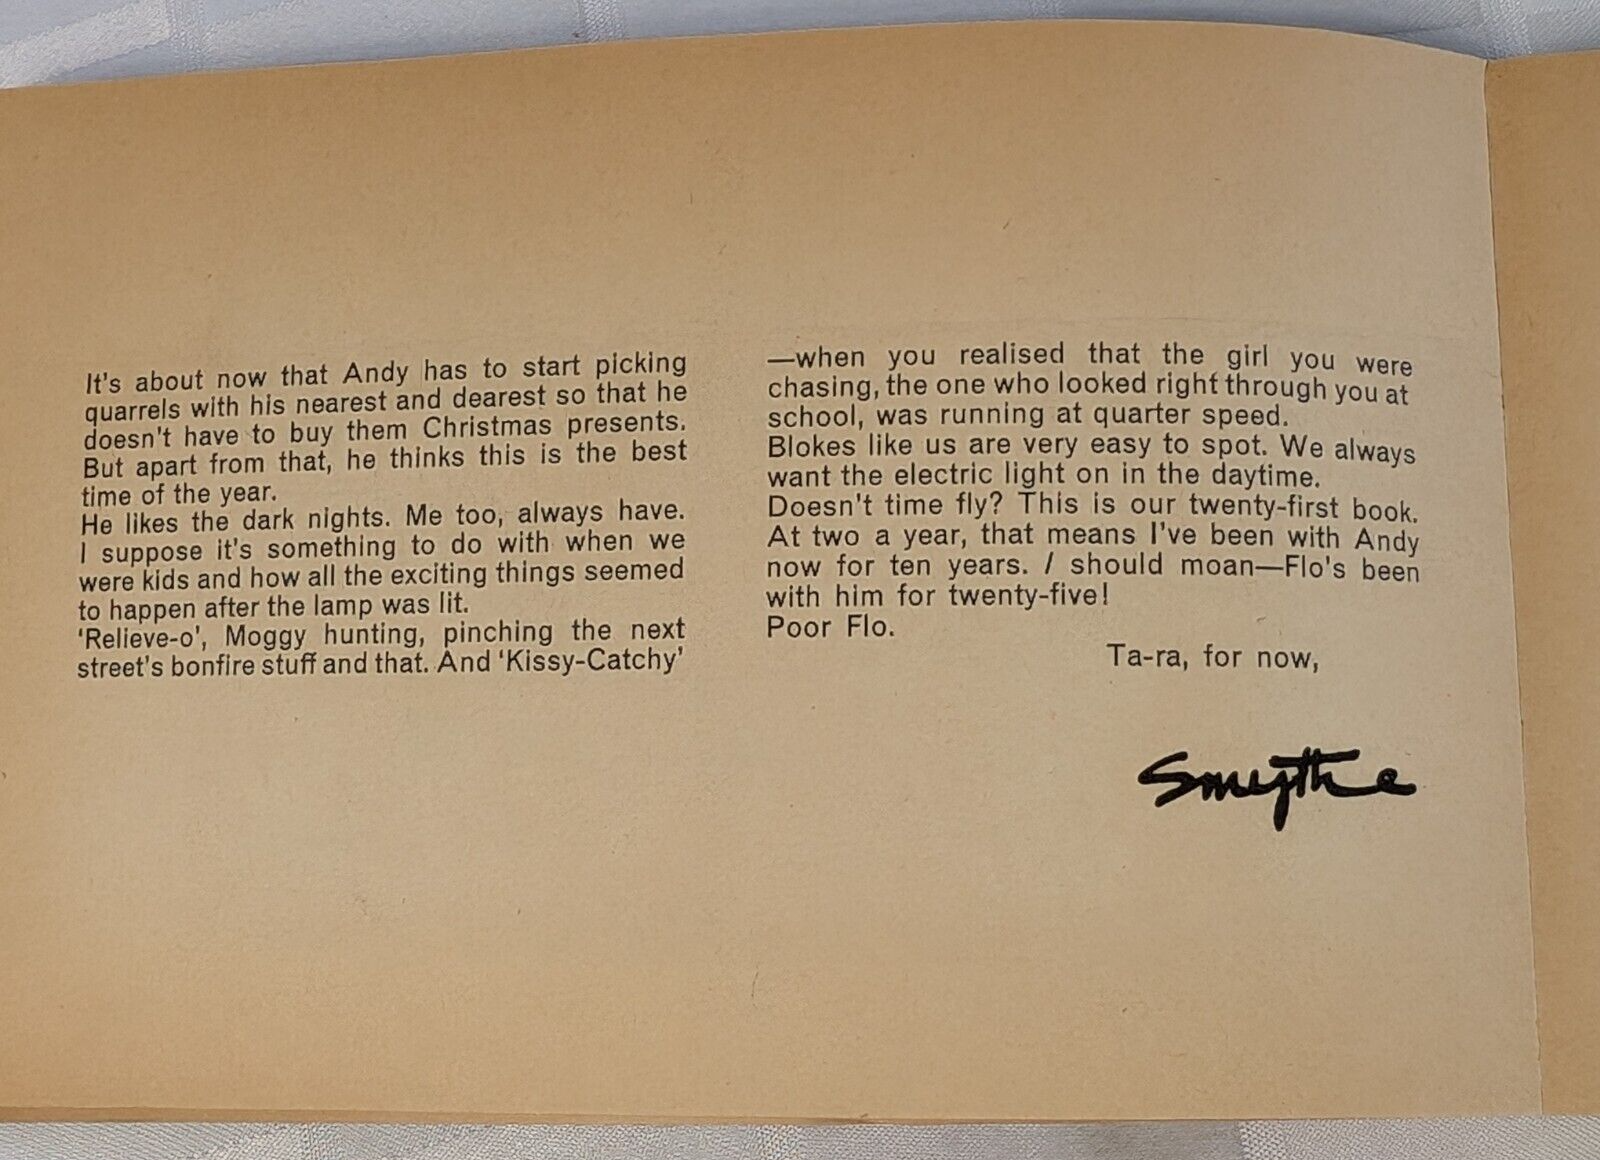 It's about now that Andy has to start picking
quarrels with his nearest and dearest so that he
doesn't have to buy them Christmas presents.
But apart from that, he thinks this is the best
time of the year.
He likes the dark nights. Me too, always have.
I suppose it's something to do with when we
were kids and how all the exciting things seemed
to happen after the lamp was lit.
‘Relieve-o’, Moggy hunting, pinching the next
street's bonfire stuff and that. And ‘Kissy-Catchy’
—when you realised that the girl you were
chasing, the one who looked right through you at
school, was running at quarter speed.
Blokes like us are very easy to spot. We always
want the electric light on in the daytime.
Doesn't time fly? This is our twenty-first book.
At two a year, that means I've been with Andy
now for ten years. I should moan—Flo's been
with him for twenty-five!
Poor Flo.
Ta-ra, for now,
Smythe